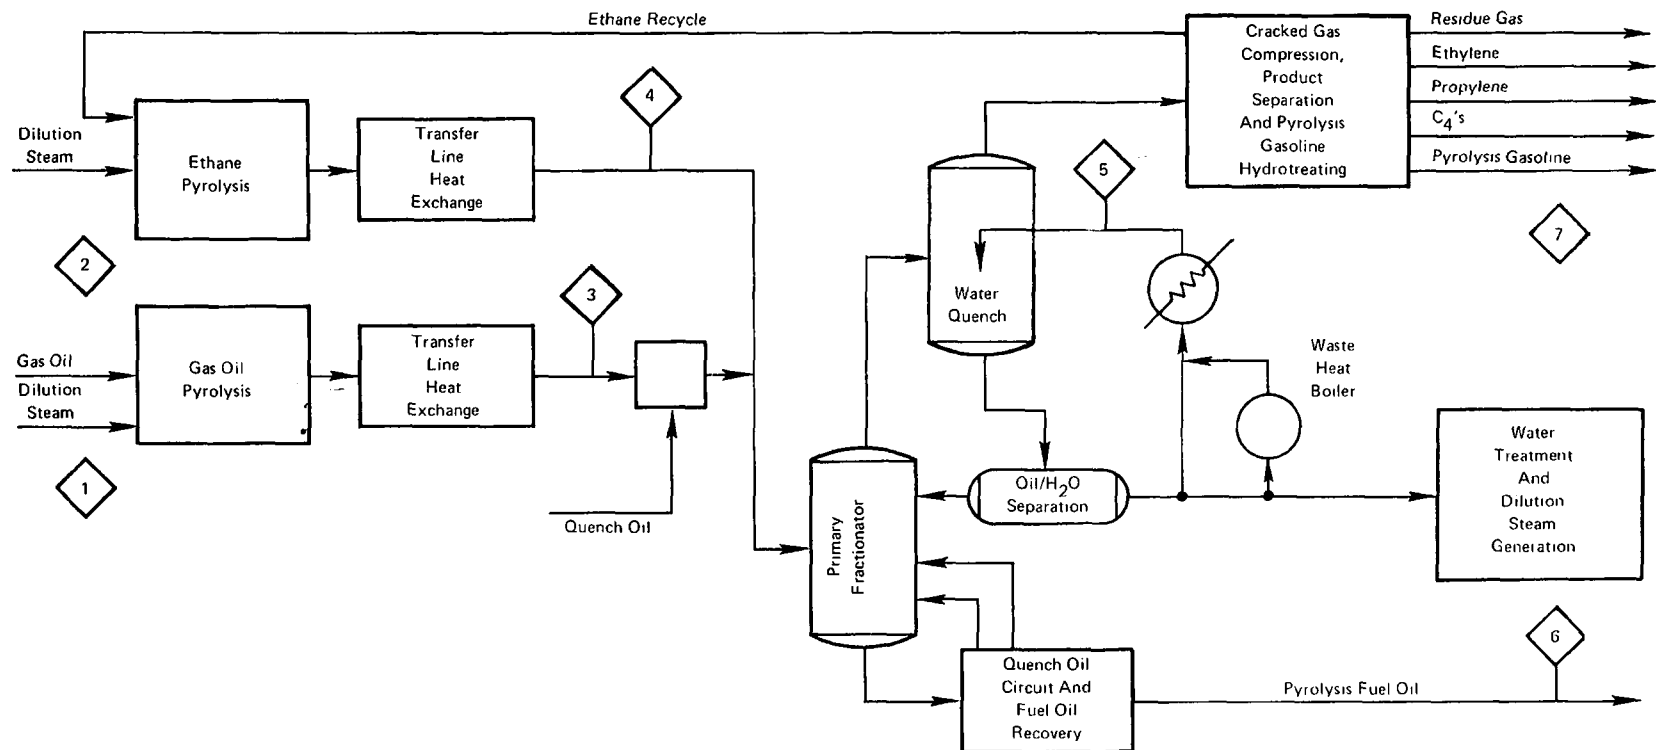 Ethane Recycle
Cracked Gas
Compression,
Product
Separation
And Pyrolysis
Gasoline
Hydrotreating
Residue Gas
Ethylene
Propylene
C4's
Pyrolysis Gasoline
7
4
Dilution
Steam
Ethane
Pyrolysis
Transfer
Line
Heat
Exchange
2
5
Water
Quench
3
Gas Oil
Dilution
Steam
Gas Oil
Pyrolysis
Transfer
Line
Heat
Exchange
1
Quench Oil
Waste
Heat
Boiler
Primary
Fractionator
Oil/H2O
Separation
Water
Treatment
And
Dilution
Steam
Generation
6
Quench Oil
Circuit And
Fuel Oil
Recovery
Pyrolysis Fuel Oil